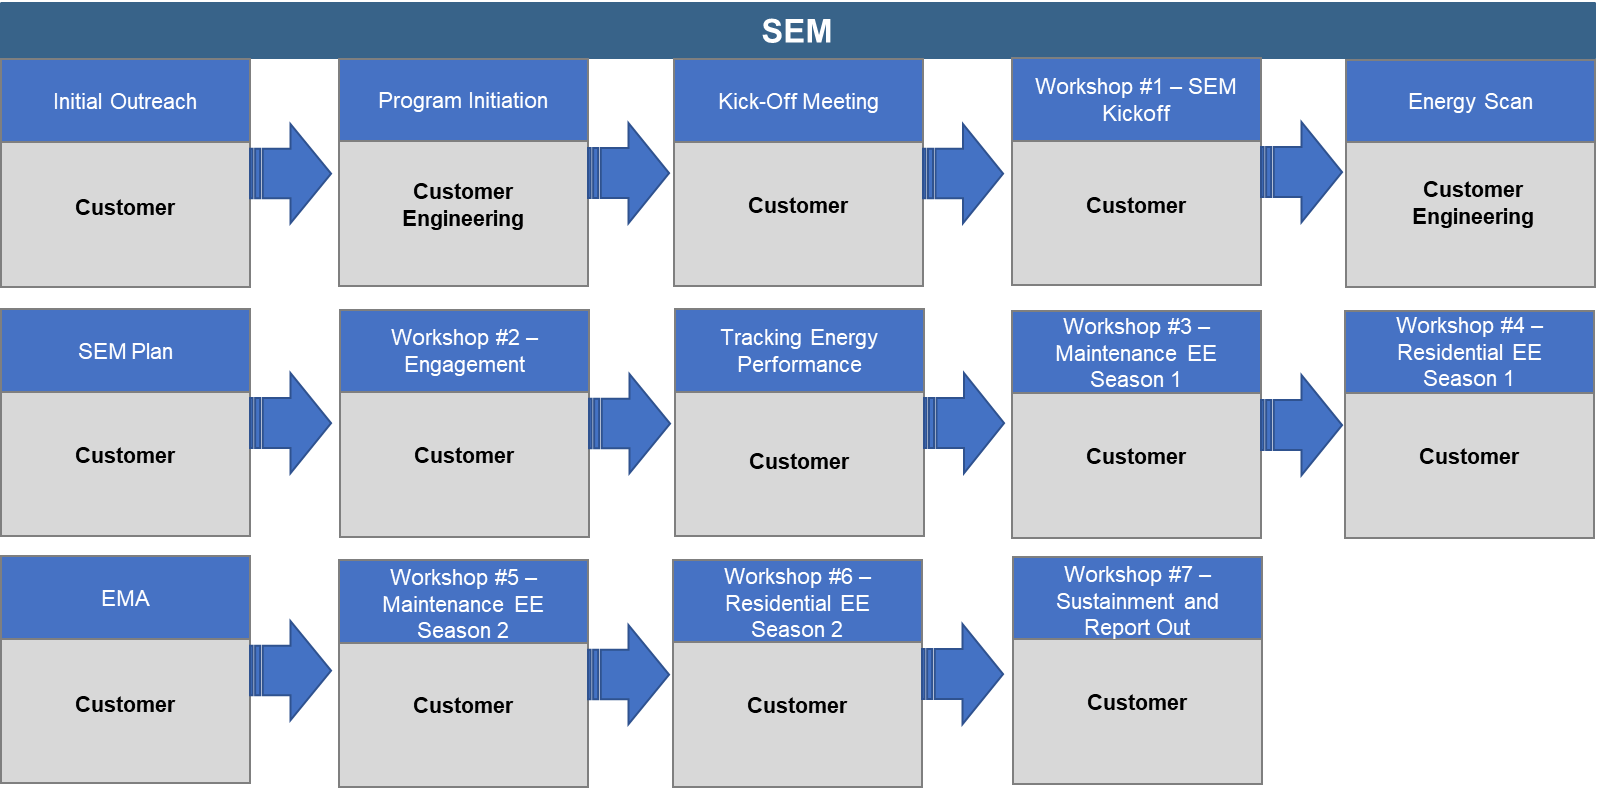 SEM
Initial Outreach
Customer
Program Initiation
Customer
Engineering
Kick-Off Meeting
Customer
Workshop #1 – SEM
Kickoff
Customer
Energy Scan
Customer
Engineering
SEM Plan
Customer
Workshop #2 –
Engagement
Customer
Tracking Energy
Performance
Customer
Workshop #3 –
Maintenance EE
Season 1
Customer
Workshop #4 –
Residential EE
Season 1
Customer
EMA
Customer
Workshop #5 –
Maintenance EE
Season 2
Customer
Workshop #6 –
Residential EE
Season 2
Customer
Workshop #7 –
Sustainment and
Report Out
Customer